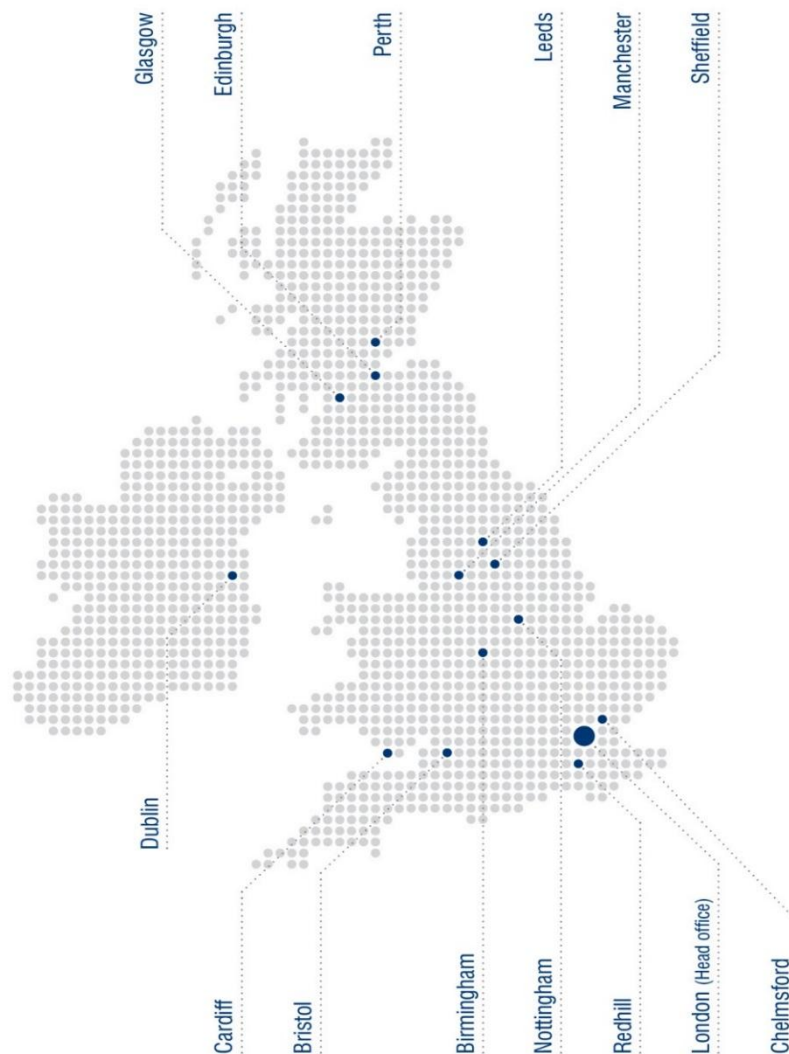 Glasgow
Edinburgh
Perth
Leeds
Manchester
Sheffield
Dublin
Cardiff
Bristol
Birmingham
Nottingham
Redhill
London (Head office)
Chelmsford